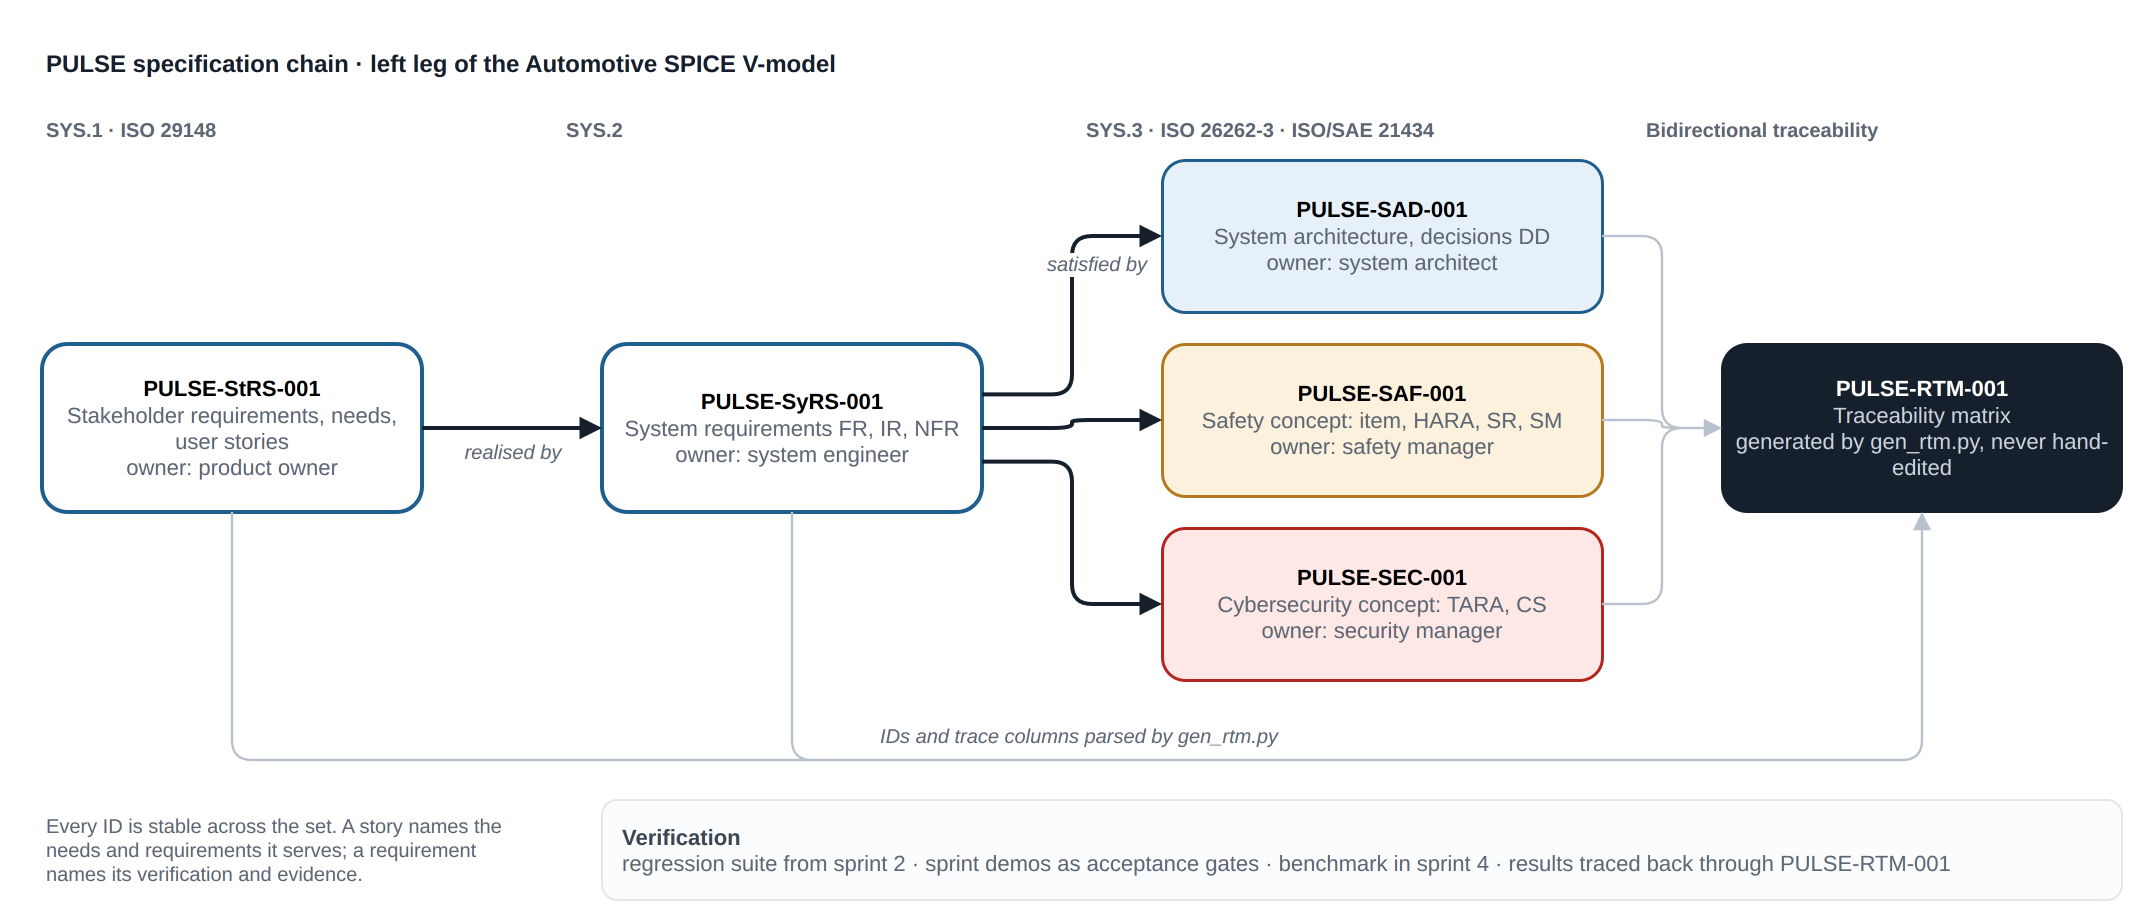 PULSE specification chain · left leg of the Automotive SPICE V-model
SYS.1 · ISO 29148
SYS.2
SYS.3 · ISO 26262-3 · ISO/SAE 21434
Bidirectional traceability
PULSE-StRS-001
Stakeholder requirements, needs,
user stories
owner: product owner
realised by
PULSE-SyRS-001
System requirements FR, IR, NFR
owner: system engineer
satisfied by
PULSE-SAD-001
System architecture, decisions DD
owner: system architect
PULSE-SAF-001
Safety concept: item, HARA, SR, SM
owner: safety manager
PULSE-SEC-001
Cybersecurity concept: TARA, CS
owner: security manager
PULSE-RTM-001
Traceability matrix
generated by gen_rtm.py, never hand-
edited
IDs and trace columns parsed by gen_rtm.py
Every ID is stable across the set. A story names the
needs and requirements it serves; a requirement
names its verification and evidence.
Verification
regression suite from sprint 2 · sprint demos as acceptance gates · benchmark in sprint 4 · results traced back through PULSE-RTM-001